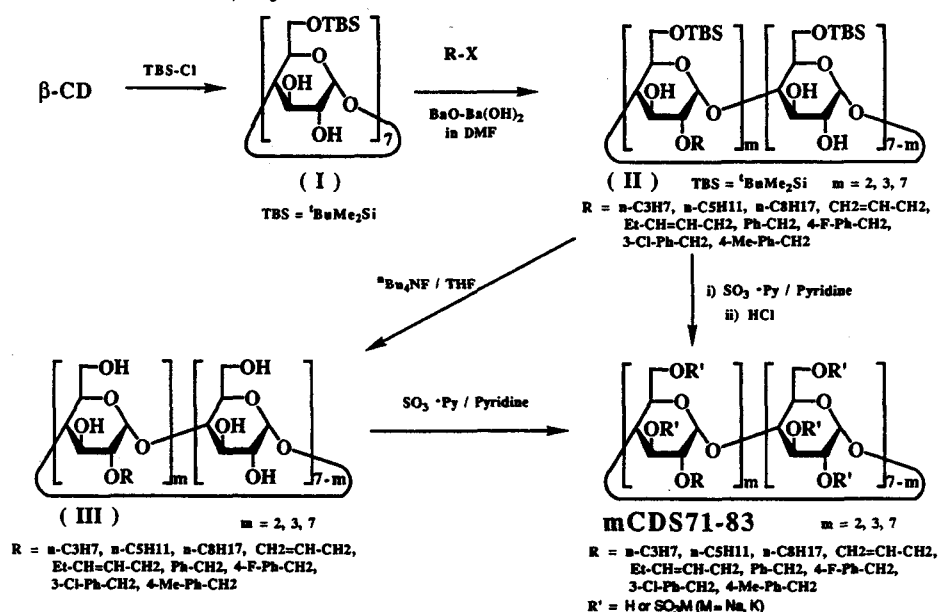 β-CD
TBS-Cl
OTBS
O
OH
O
OH
7
( I )
TBS = ᵗBuMe₂Si
R-X
BaO-Ba(OH)₂
in DMF
OTBS
OTBS
O
O
OH
O
OH
O
OR
m
OH
7-m
( II )
TBS = ᵗBuMe₂Si m = 2, 3, 7
R = n-C3H7, n-C5H11, n-C8H17, CH2=CH-CH2,
Et-CH=CH-CH2, Ph-CH2, 4-F-Ph-CH2,
3-Cl-Ph-CH2, 4-Me-Ph-CH2
ⁿBu₄NF / THF
i) SO₃ •Py / Pyridine
ii) HCl
OH
OH
O
O
OH
O
OH
O
OR
m
OH
7-m
( III )
m = 2, 3, 7
R = n-C3H7, n-C5H11, n-C8H17, CH2=CH-CH2,
Et-CH=CH-CH2, Ph-CH2, 4-F-Ph-CH2,
3-Cl-Ph-CH2, 4-Me-Ph-CH2
SO₃ •Py / Pyridine
OR'
OR'
O
O
OR'
O
OR'
O
OR
m
OR'
7-m
mCDS71-83
m = 2, 3, 7
R = n-C3H7, n-C5H11, n-C8H17, CH2=CH-CH2,
Et-CH=CH-CH2, Ph-CH2, 4-F-Ph-CH2,
3-Cl-Ph-CH2, 4-Me-Ph-CH2
R' = H or SO₃M (M = Na, K)